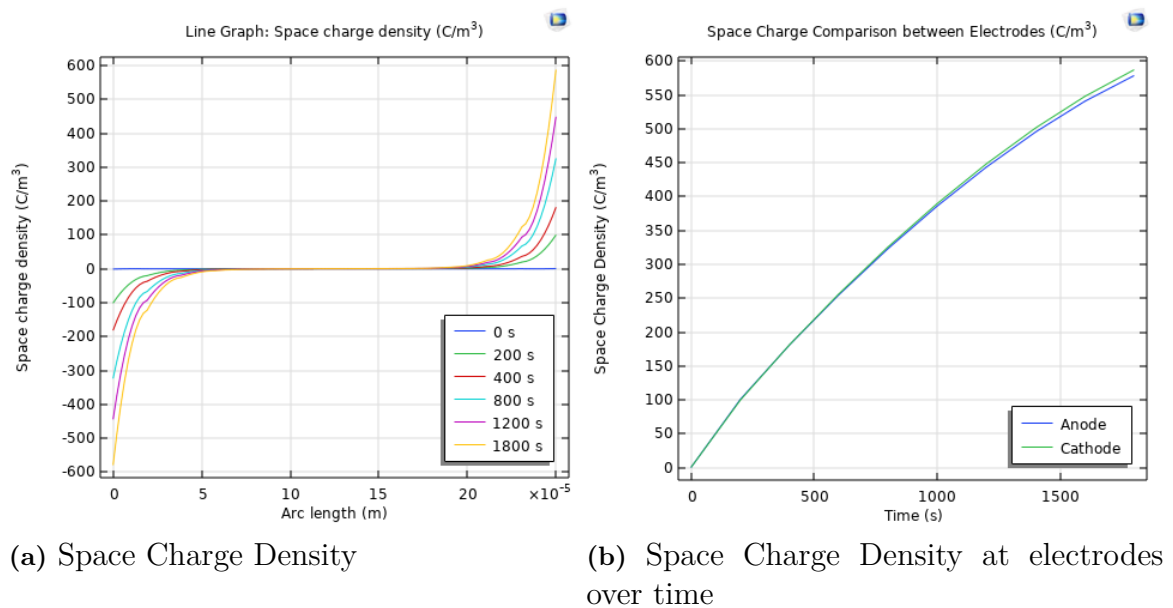 Line Graph: Space charge density (C/m³)
Space charge density (C/m³)
600
500
400
300
200
100
0
-100
-200
-300
-400
-500
-600
0 s
200 s
400 s
800 s
1200 s
1800 s
0 5 10 15 20 ×10⁻⁵
Arc length (m)
(a) Space Charge Density
Space Charge Comparison between Electrodes (C/m³)
Space Charge Density (C/m³)
600
550
500
450
400
350
300
250
200
150
100
50
0
Anode
Cathode
0 500 1000 1500
Time (s)
(b) Space Charge Density at electrodes
over time